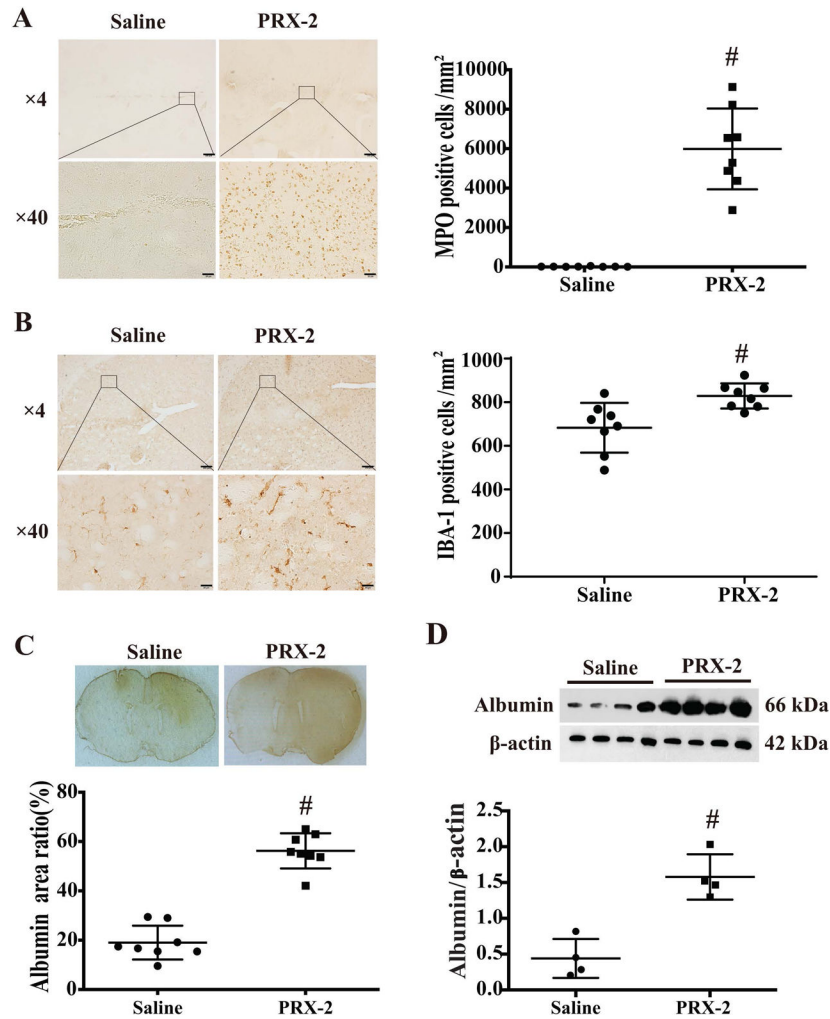 A
Saline
PRX-2
×4
×40
MPO positive cells /mm²
10000
8000
6000
4000
2000
0
#
Saline
PRX-2
B
Saline
PRX-2
×4
×40
IBA-1 positive cells/mm²
1000
800
600
400
200
0
#
Saline
PRX-2
C
Saline
PRX-2
Albumin area ratio(%)
80
60
40
20
0
#
Saline
PRX-2
D
Saline
PRX-2
Albumin
66 kDa
β-actin
42 kDa
Albumin/β-actin
2.5
2.0
1.5
1.0
0.5
0.0
#
Saline
PRX-2